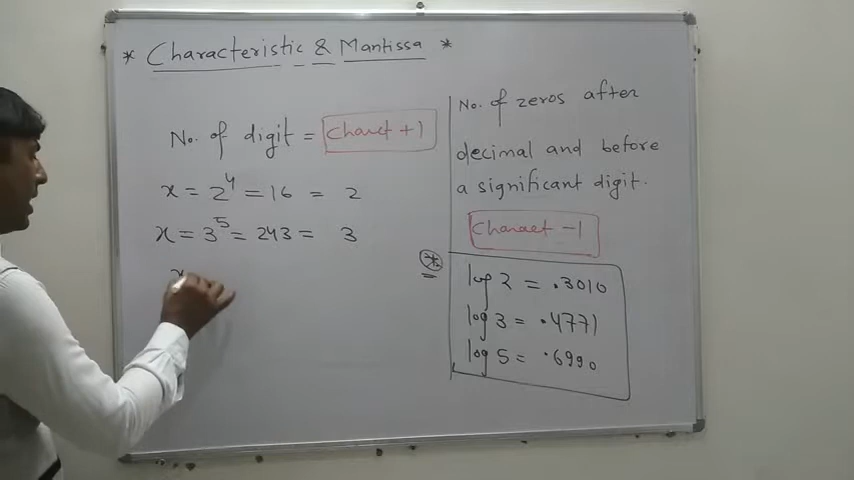 * Characteristic & Mantissa *
No. of digit = Charact + 1
x = 2^4 = 16 = 2
x = 3^5 = 243 = 3
x
No. of zeros after
decimal and before
a significant digit.
Charact - 1
*
log 2 = .3010
log 3 = .4771
log 5 = .6990